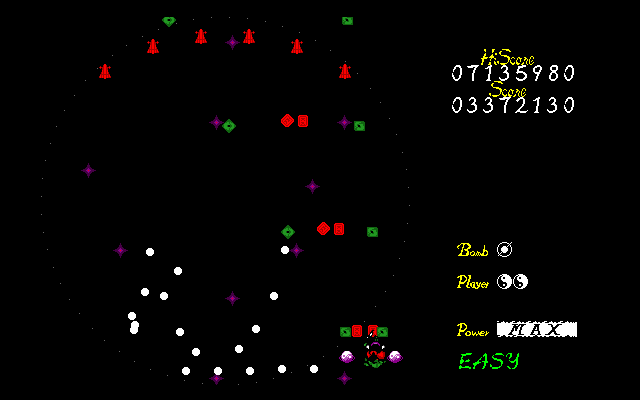 HiScore
07135980
Score
03372130
Bomb
Player
Power MAX
EASY